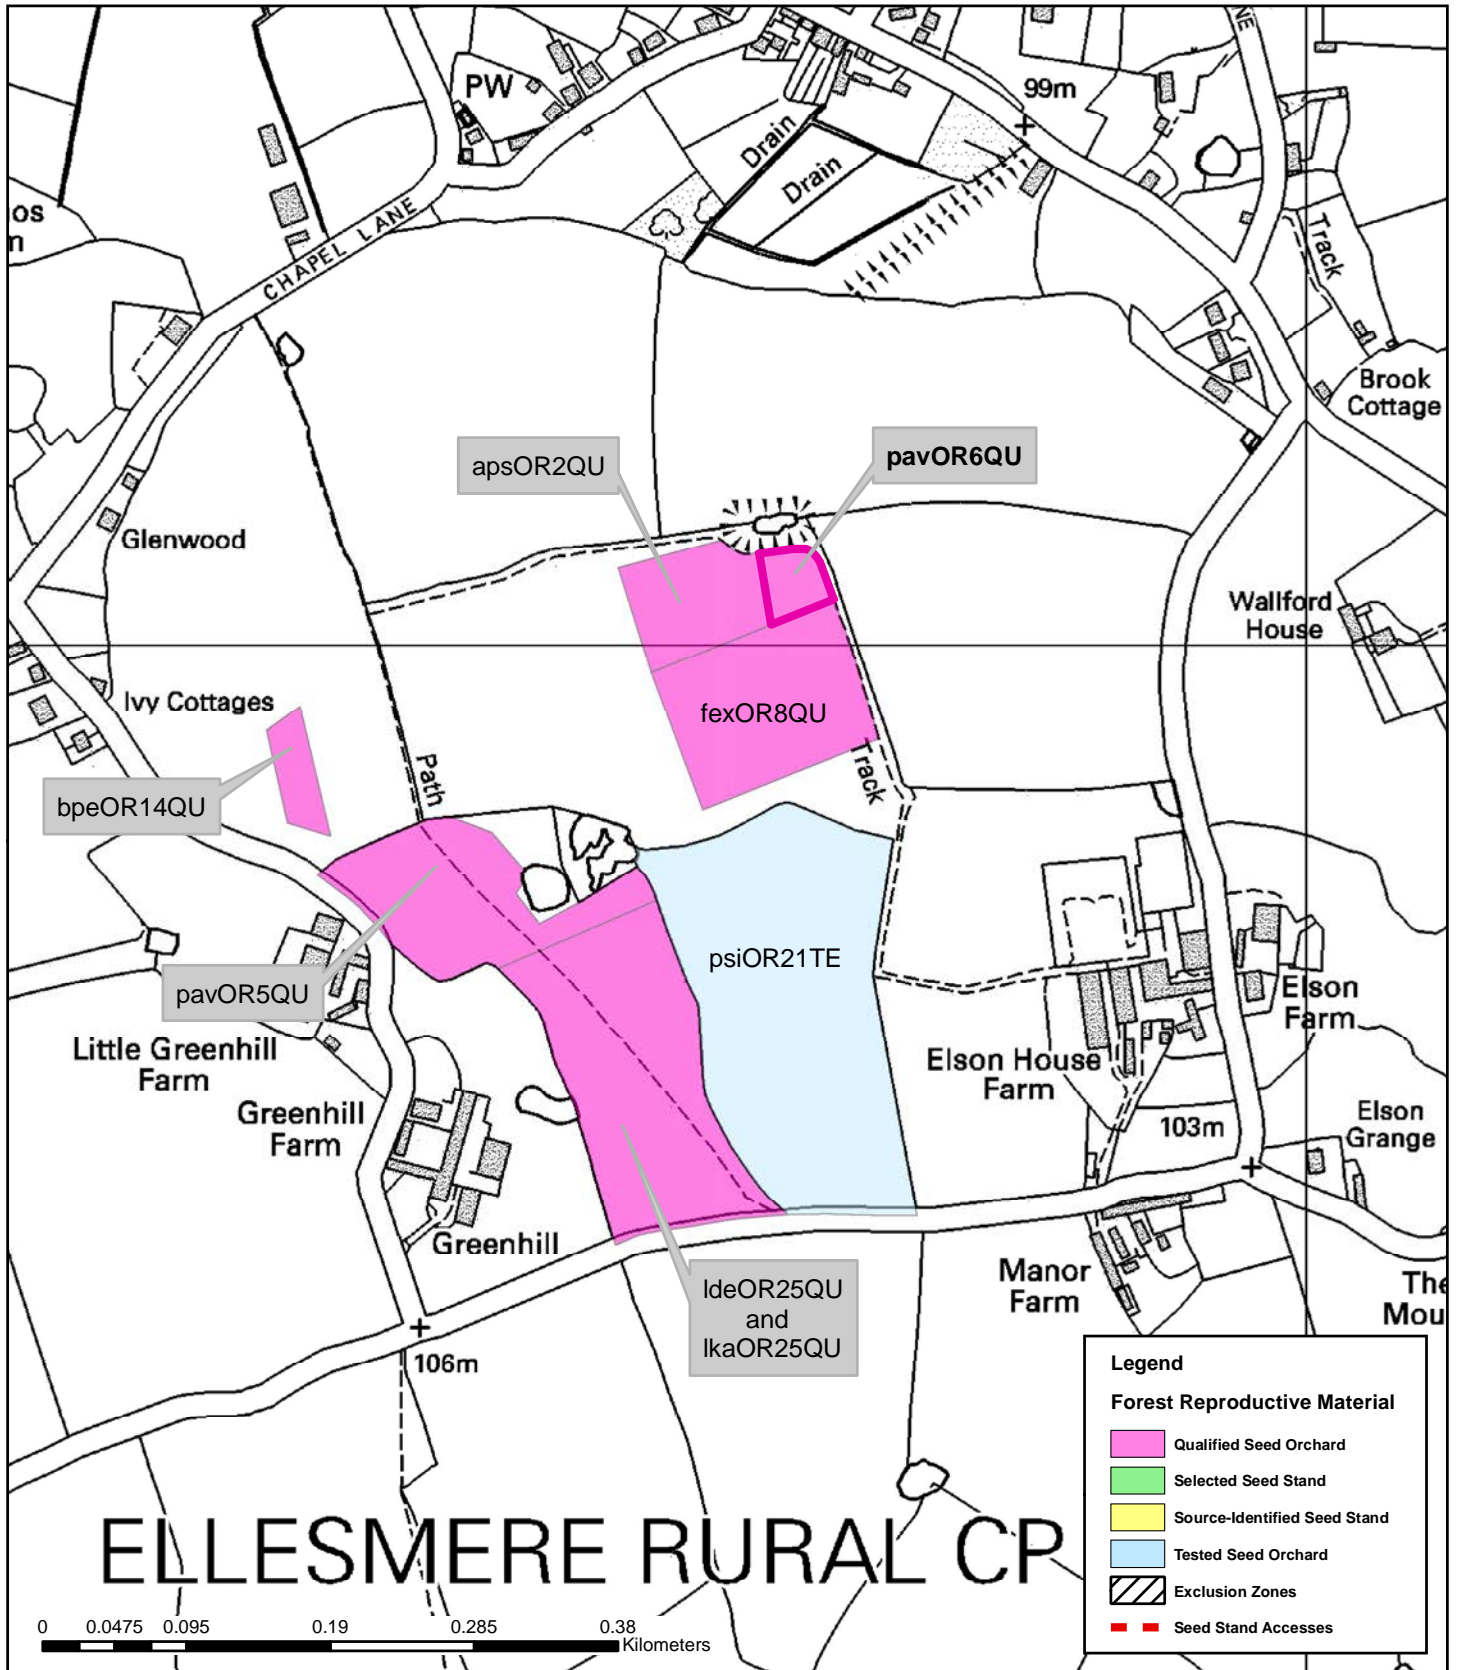 NE
PW
99m
Drain
Drain
os
m
CHAPEL LANE
Track
Brook
Cottage
apsOR2QU
pavOR6QU
Glenwood
Wallford
House
Ivy Cottages
fexOR8QU
Path
Track
bpeOR14QU
psiOR21TE
pavOR5QU
Elson
Farm
Little Greenhill
Farm
Elson House
Farm
Greenhill
Farm
103m
Elson
Grange
Greenhill
Manor
Farm
The
Mou
ldeOR25QU
and
lkaOR25QU
106m
Legend
Forest Reproductive Material
Qualified Seed Orchard
Selected Seed Stand
Source-Identified Seed Stand
Tested Seed Orchard
Exclusion Zones
Seed Stand Accesses
ELLESMERE RURAL CP
0 0.0475 0.095 0.19 0.285 0.38
Kilometers